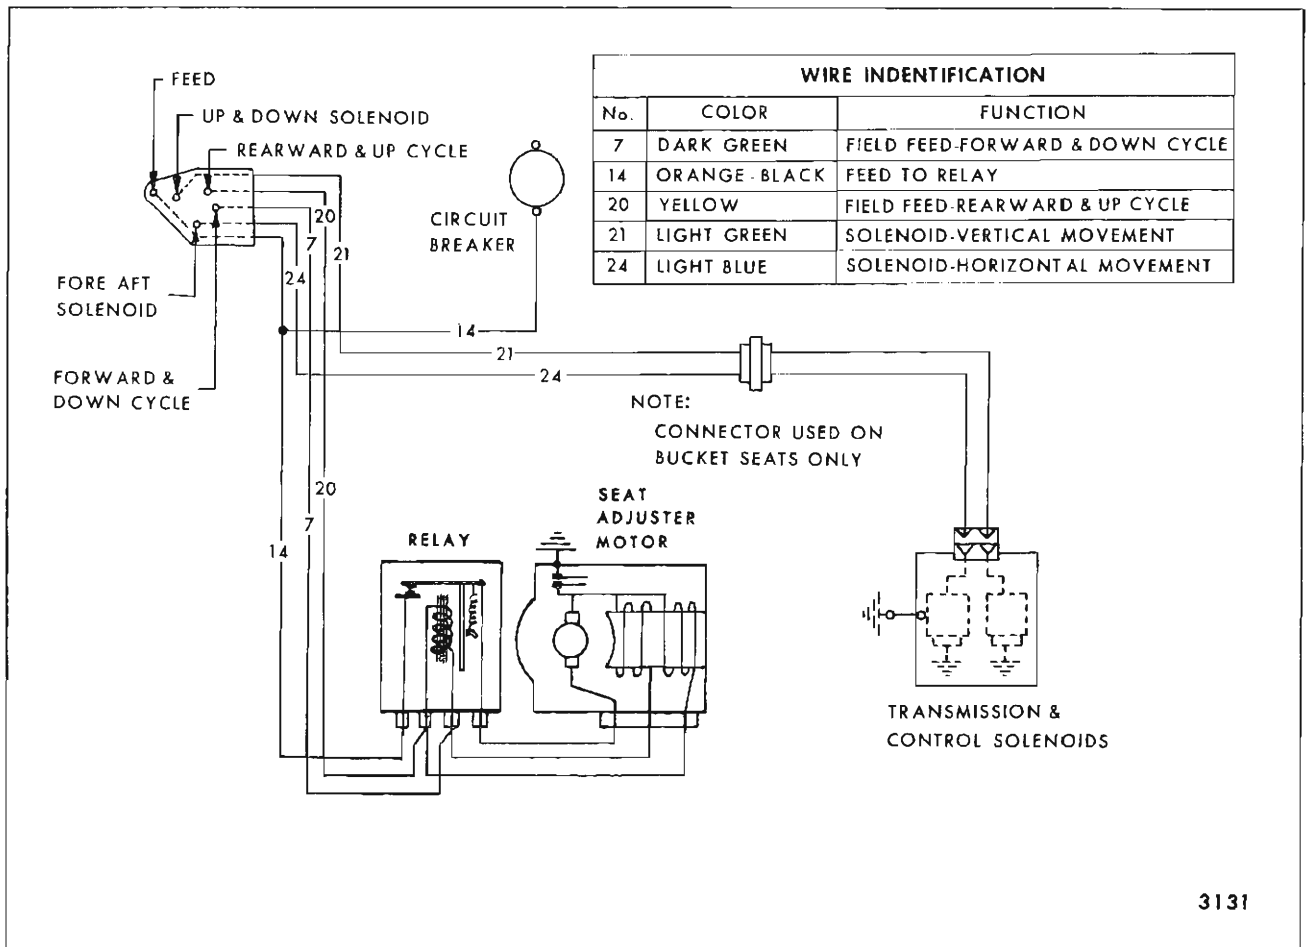 FEED
UP & DOWN SOLENOID
REARWARD & UP CYCLE
FORE AFT
SOLENOID
FORWARD &
DOWN CYCLE
CIRCUIT
BREAKER
WIRE INDENTIFICATION
No. COLOR FUNCTION
7 DARK GREEN FIELD FEED-FORWARD & DOWN CYCLE
14 ORANGE-BLACK FEED TO RELAY
20 YELLOW FIELD FEED-REARWARD & UP CYCLE
21 LIGHT GREEN SOLENOID-VERTICAL MOVEMENT
24 LIGHT BLUE SOLENOID-HORIZONTAL MOVEMENT
20
7
21
24
14
21
24
NOTE:
CONNECTOR USED ON
BUCKET SEATS ONLY
20
7
14
RELAY
SEAT
ADJUSTER
MOTOR
TRANSMISSION &
CONTROL SOLENOIDS
3131